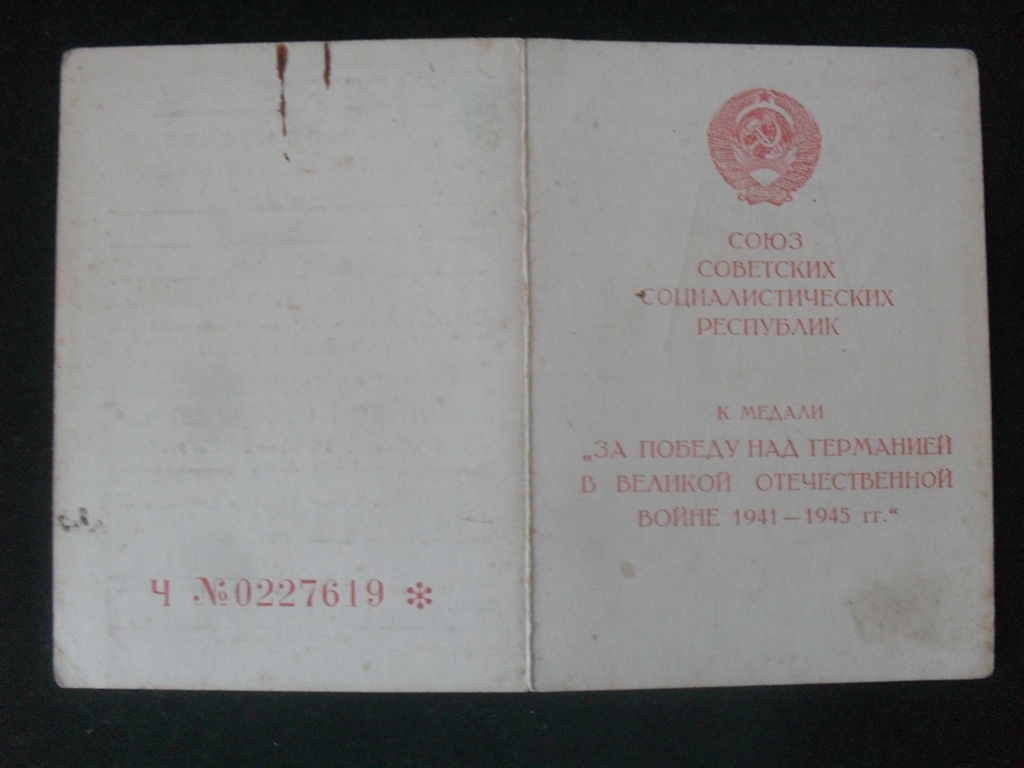 Ч №0227619 *
СОЮЗ
СОВЕТСКИХ
СОЦИАЛИСТИЧЕСКИХ
РЕСПУБЛИК
К МЕДАЛИ
„ЗА ПОБЕДУ НАД ГЕРМАНИЕЙ
В ВЕЛИКОЙ ОТЕЧЕСТВЕННОЙ
ВОЙНЕ 1941—1945 гг.“